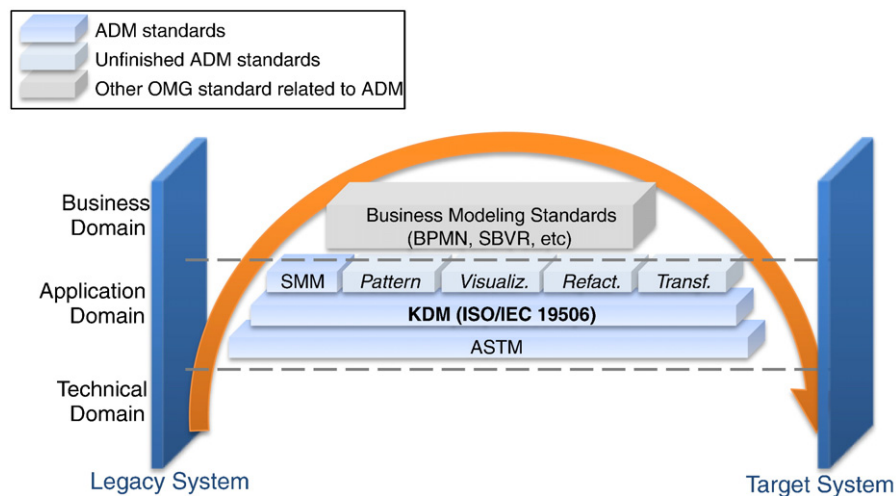 ADM standards
Unfinished ADM standards
Other OMG standard related to ADM
Business
Domain
Business Modeling Standards
(BPMN, SBVR, etc)
Application
Domain
SMM Pattern Visualiz. Refact. Transf.
KDM (ISO/IEC 19506)
ASTM
Technical
Domain
Legacy System
Target System